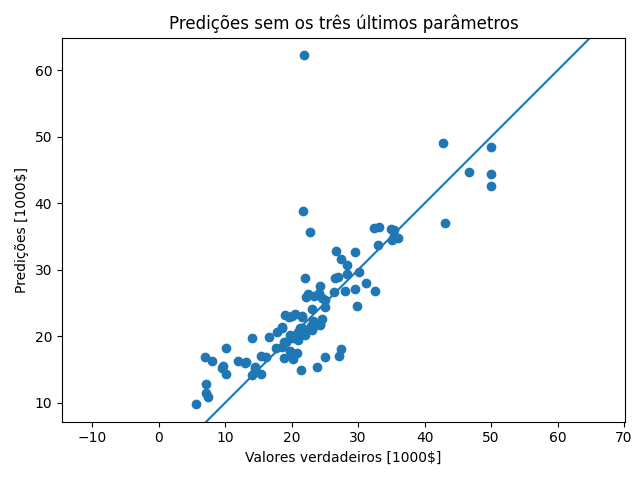 Predições sem os três últimos parâmetros
60
50
40
30
20
10
Predições [1000$]
−10 0 10 20 30 40 50 60 70
Valores verdadeiros [1000$]